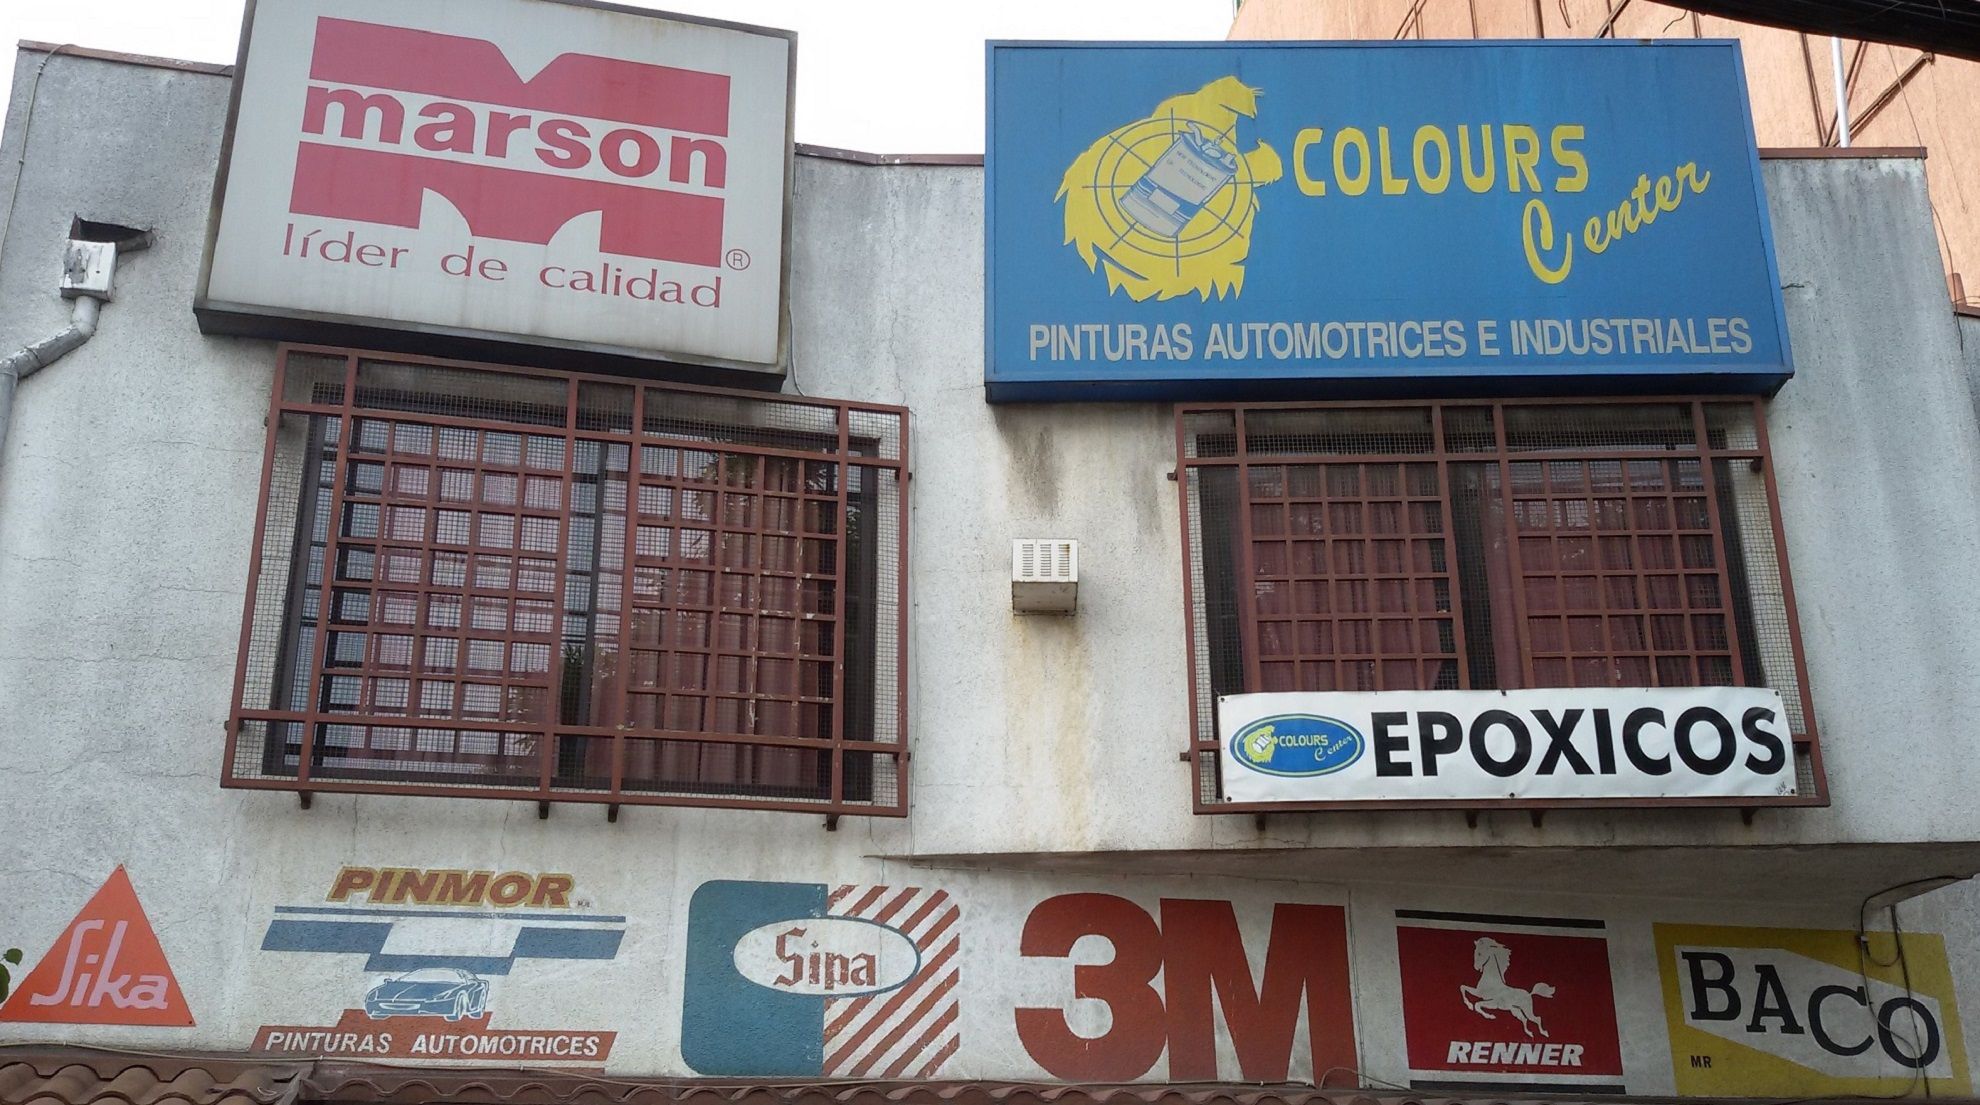 marson
líder de calidad ®
COLOURS
Center
PINTURAS AUTOMOTRICES E INDUSTRIALES
COLOURS
Center
EPOXICOS
Sika
PINMOR
PINTURAS AUTOMOTRICES
Sipa
3M
RENNER
BACO
MR